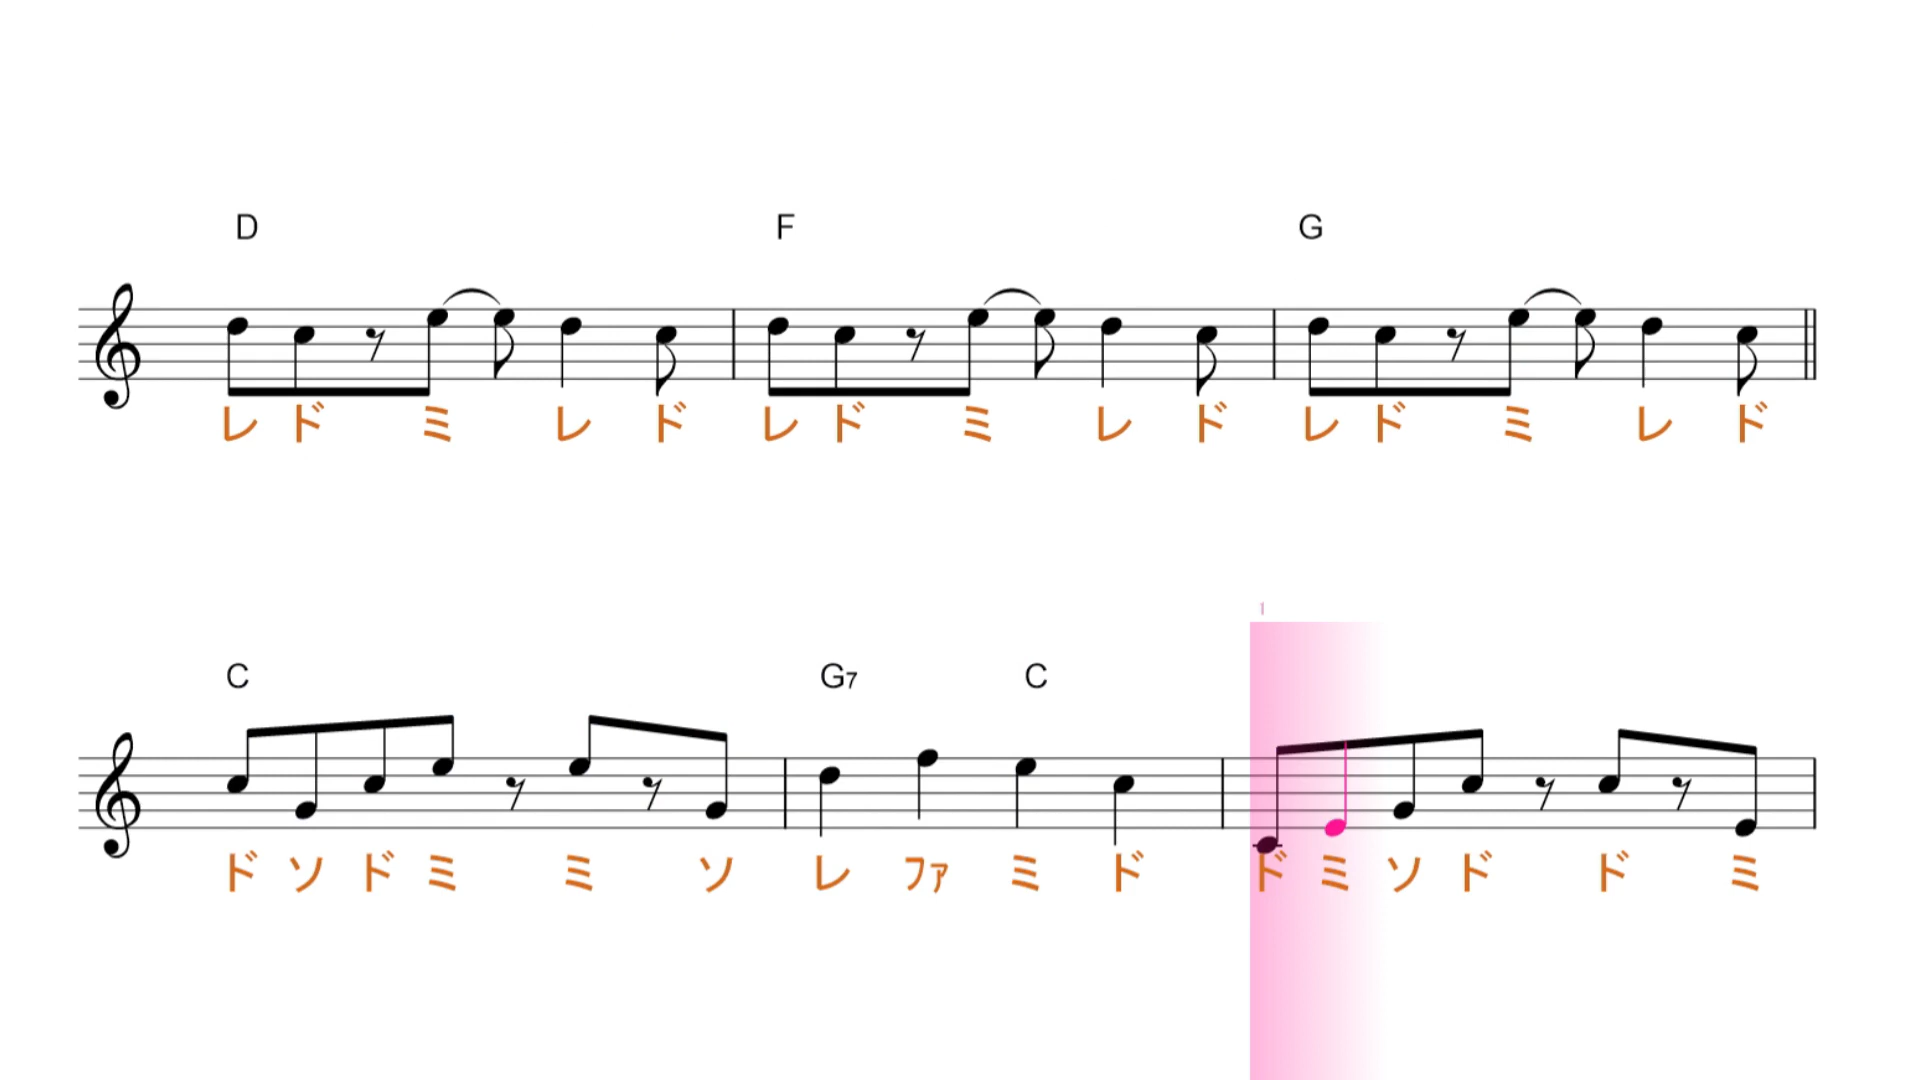 D F G
レ ド ミ レ ド レ ド ミ レ ド レ ド ミ レ ド
1
C G7 C
ド ソ ド ミ ミ ソ レ ファ ミ ド ド ミ ソ ド ド ミ